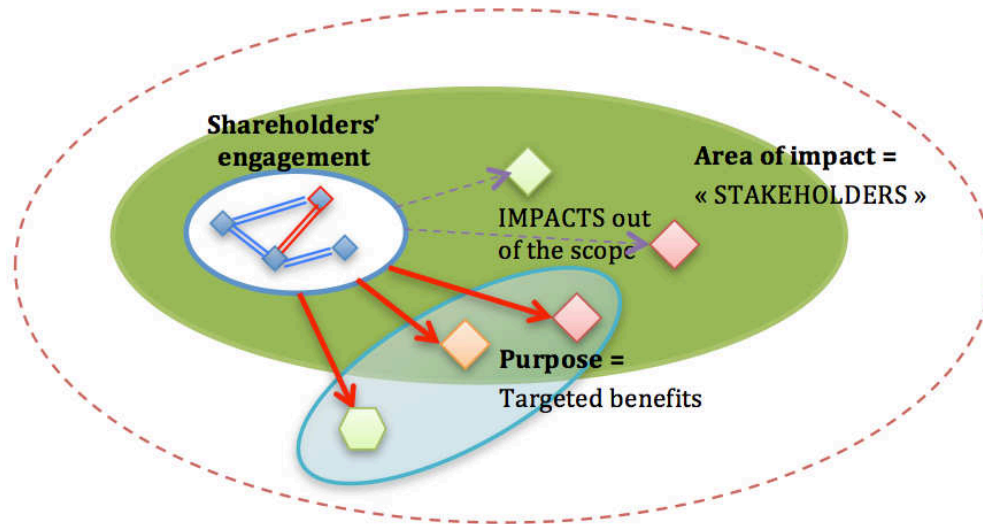 Shareholders’
engagement
Area of impact =
« STAKEHOLDERS »
IMPACTS out
of the scope
Purpose =
Targeted benefits